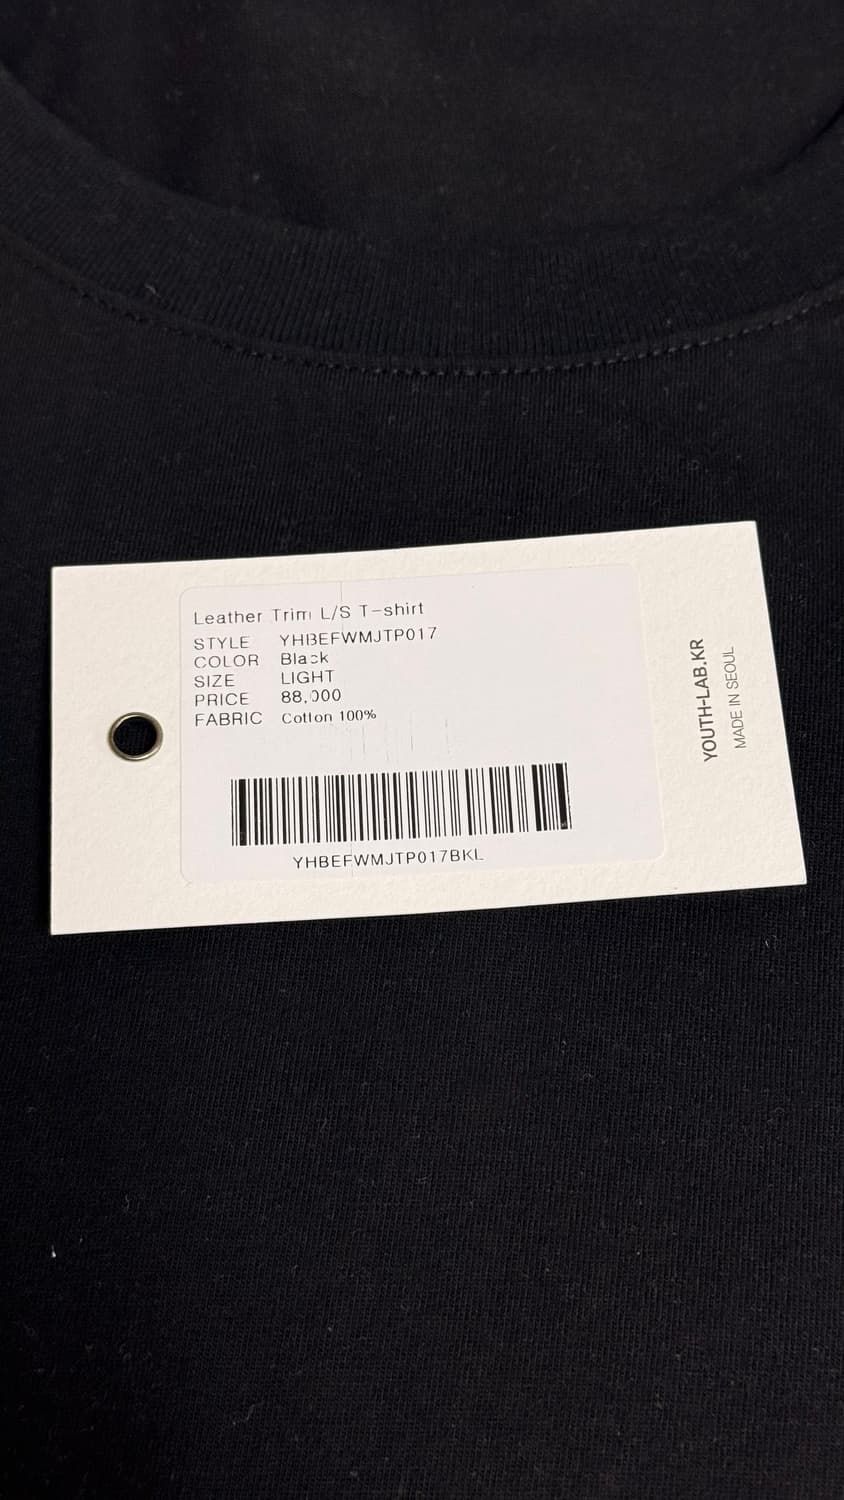 Leather Trim L/S T-shirt
STYLE YHBEFWMJTP017
COLOR Black
SIZE LIGHT
PRICE 88,000
FABRIC Cotton 100%
YHBEFWMJTP017BKL
YOUTH-LAB.KR
MADE IN SEOUL